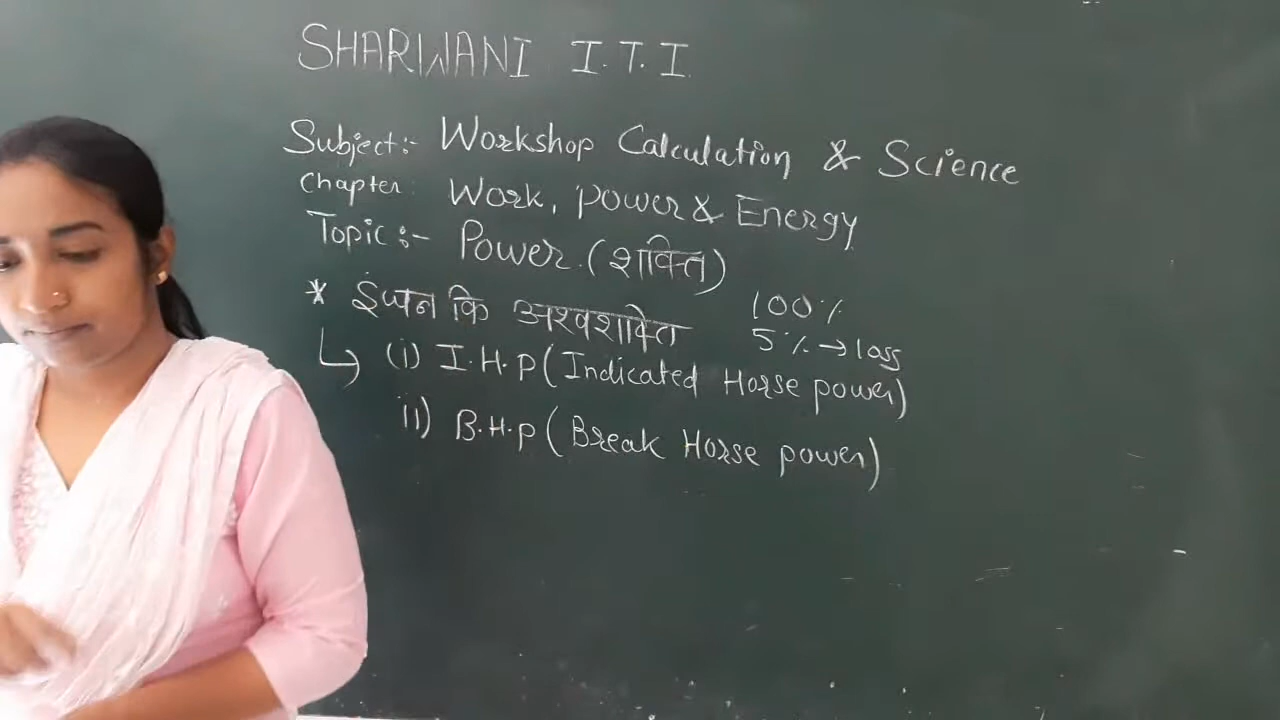 SHARWANI I.T.I.
Subject:- Workshop Calculation & Science
Chapter: Work, Power & Energy
Topic:- Power. (शक्ति)
* इंजन कि अश्वशक्ति
100%
5% → loss
↳ (i) I.H.P (Indicated Horse power)
ii) B.H.P (Break Horse power)